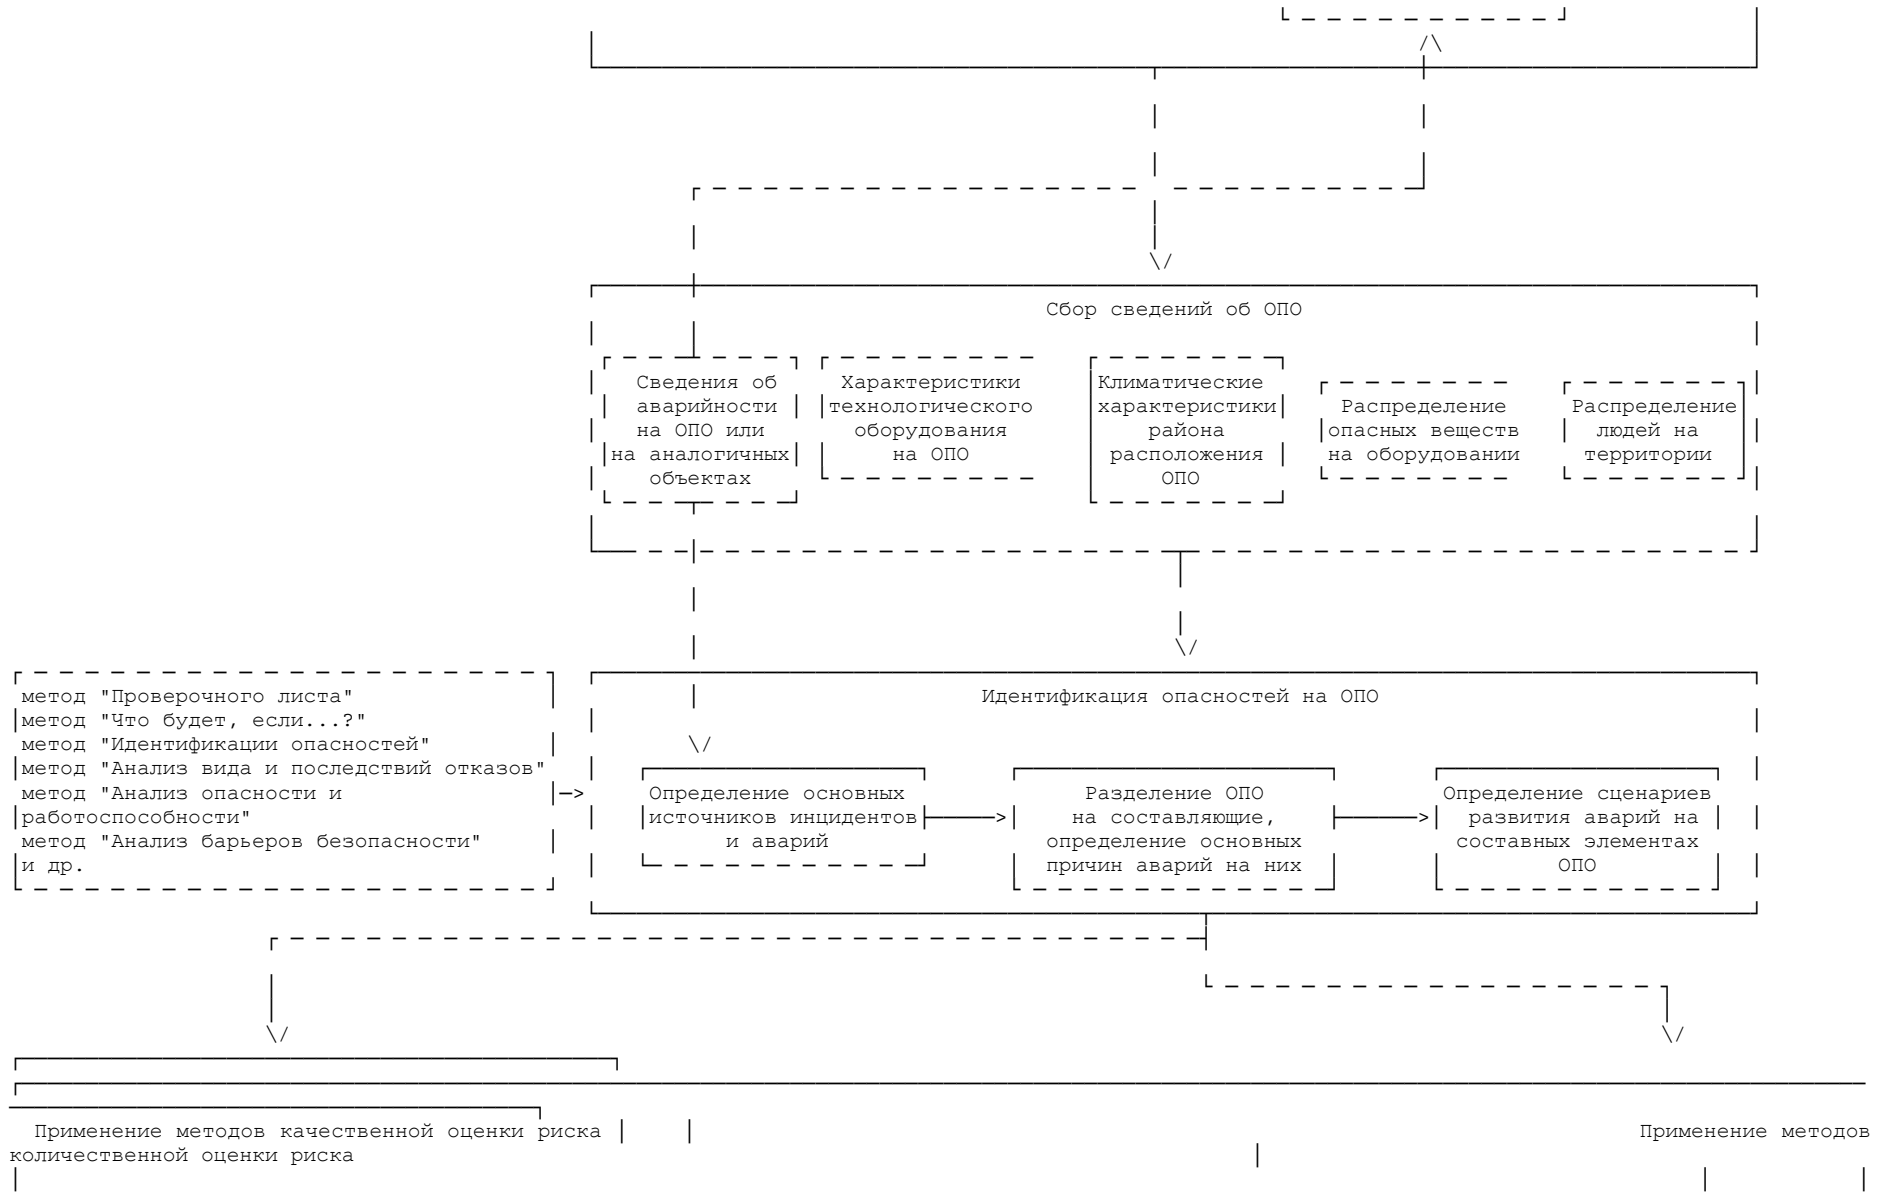 Сбор сведений об ОПО
Сведения об
аварийности
на ОПО или
на аналогичных
объектах
Характеристики
технологического
оборудования
на ОПО
Климатические
характеристики
района
расположения
ОПО
Распределение
опасных веществ
на оборудовании
Распределение
людей на
территории
метод "Проверочного листа"
метод "Что будет, если...?"
метод "Идентификации опасностей"
метод "Анализ вида и последствий отказов"
метод "Анализ опасности и
работоспособности"
метод "Анализ барьеров безопасности"
и др.
Идентификация опасностей на ОПО
Определение основных
источников инцидентов
и аварий
Разделение ОПО
на составляющие,
определение основных
причин аварий на них
Определение сценариев
развития аварий на
составных элементах
ОПО
Применение методов качественной оценки риска
Применение методов
количественной оценки риска